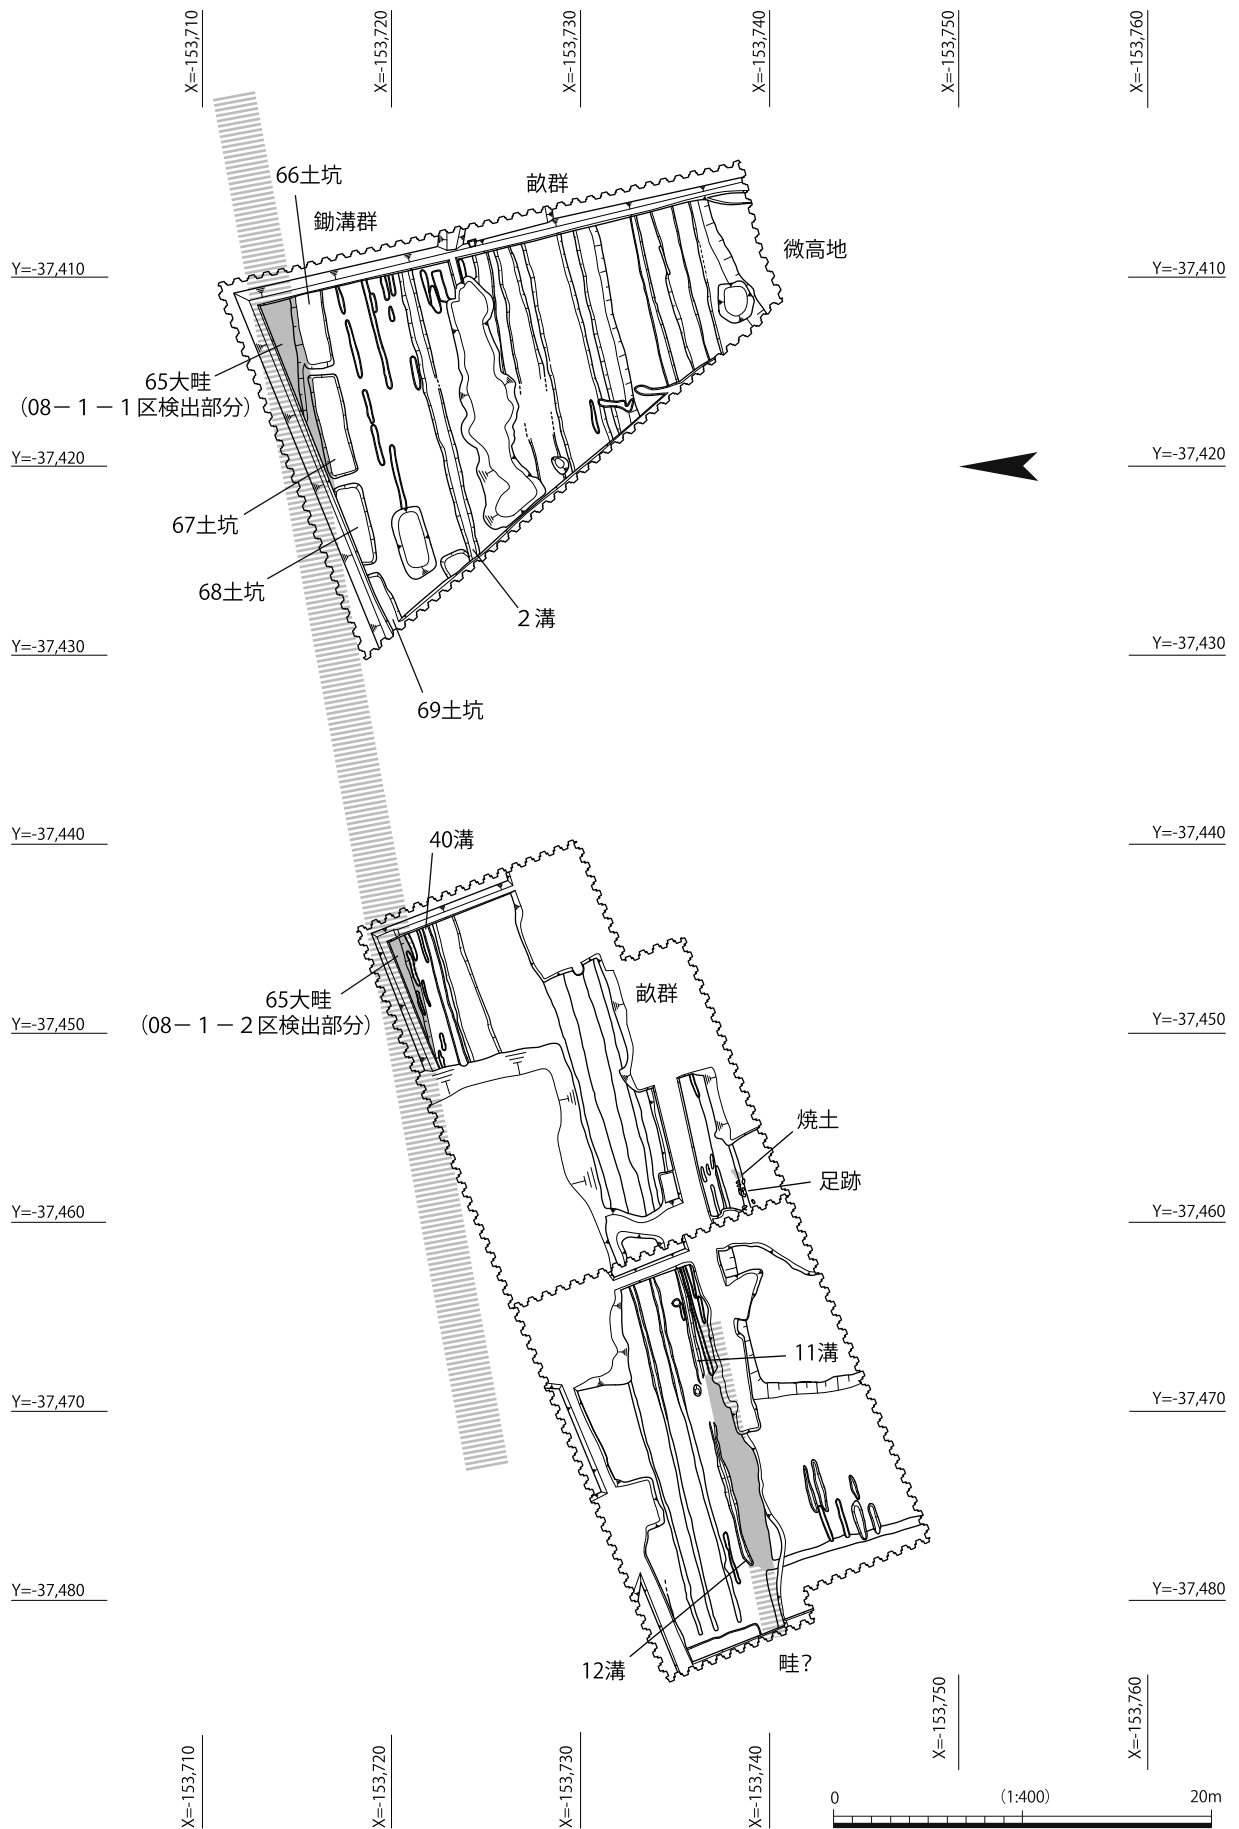 X=-153,710
X=-153,720
X=-153,730
X=-153,740
X=-153,750
X=-153,760
66土坑
畝群
鋤溝群
微高地
Y=-37,410
Y=-37,410
65大畦
（08－1－1区検出部分）
Y=-37,420
Y=-37,420
67土坑
68土坑
2溝
Y=-37,430
Y=-37,430
69土坑
Y=-37,440
Y=-37,440
40溝
畝群
65大畦
（08－1－2区検出部分）
Y=-37,450
Y=-37,450
焼土
足跡
Y=-37,460
Y=-37,460
11溝
Y=-37,470
Y=-37,470
Y=-37,480
Y=-37,480
12溝
畦?
X=-153,710
X=-153,720
X=-153,730
X=-153,740
X=-153,750
X=-153,760
0 (1:400) 20m